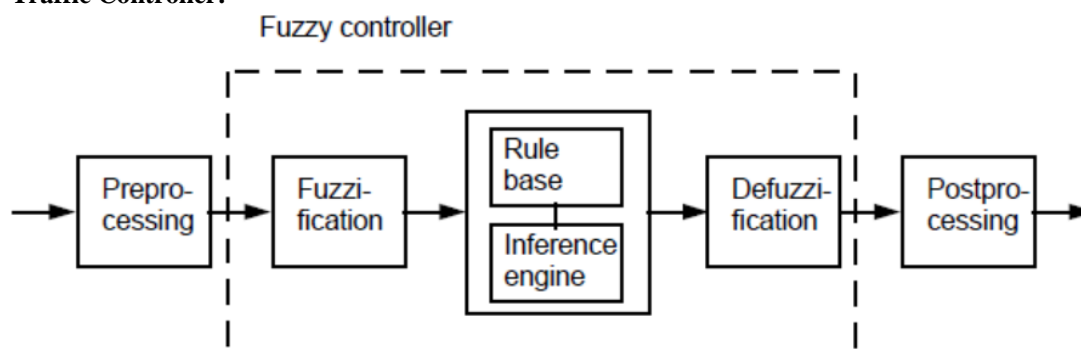 Traffic Controller:
Fuzzy controller
Prepro-
cessing
Fuzzi-
fication
Rule
base
Inference
engine
Defuzzi-
fication
Postpro-
cessing